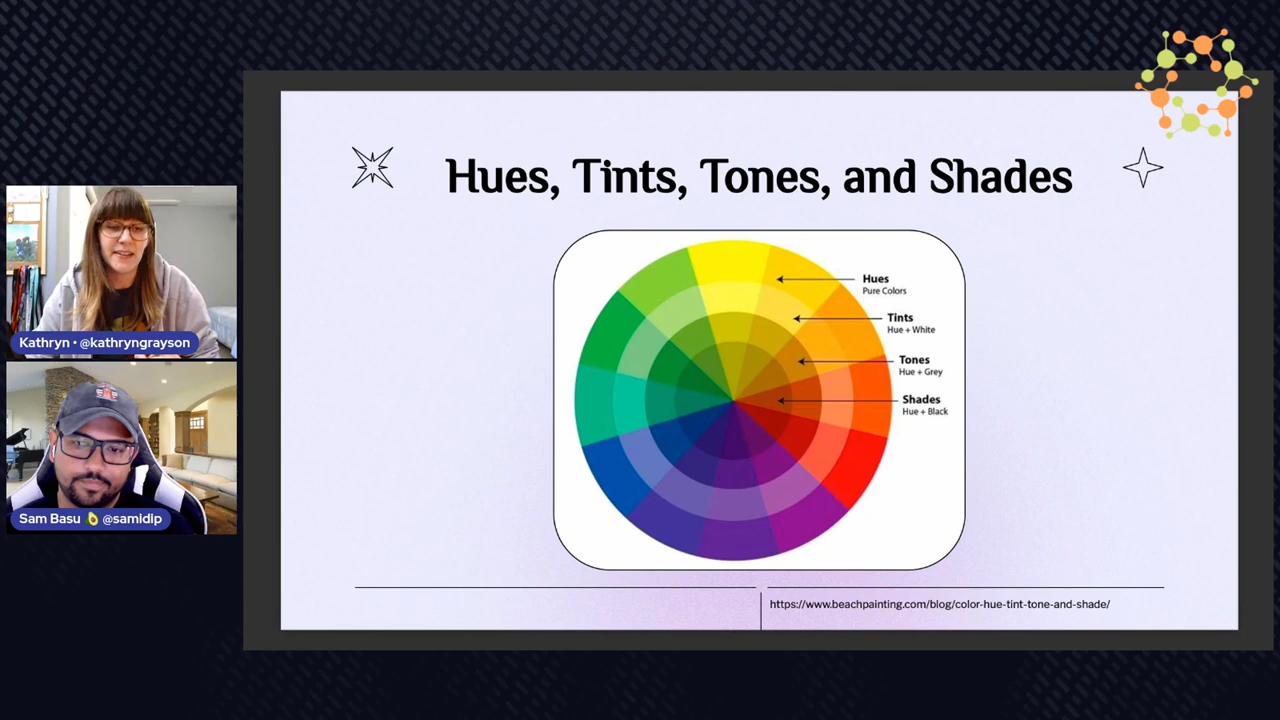 Hues, Tints, Tones, and Shades
Hues
Pure Colors
Tints
Hue + White
Tones
Hue + Grey
Shades
Hue + Black
https://www.beachpainting.com/blog/color-hue-tint-tone-and-shade/
Kathryn • @kathryngrayson
Sam Basu 🥑 @samidip